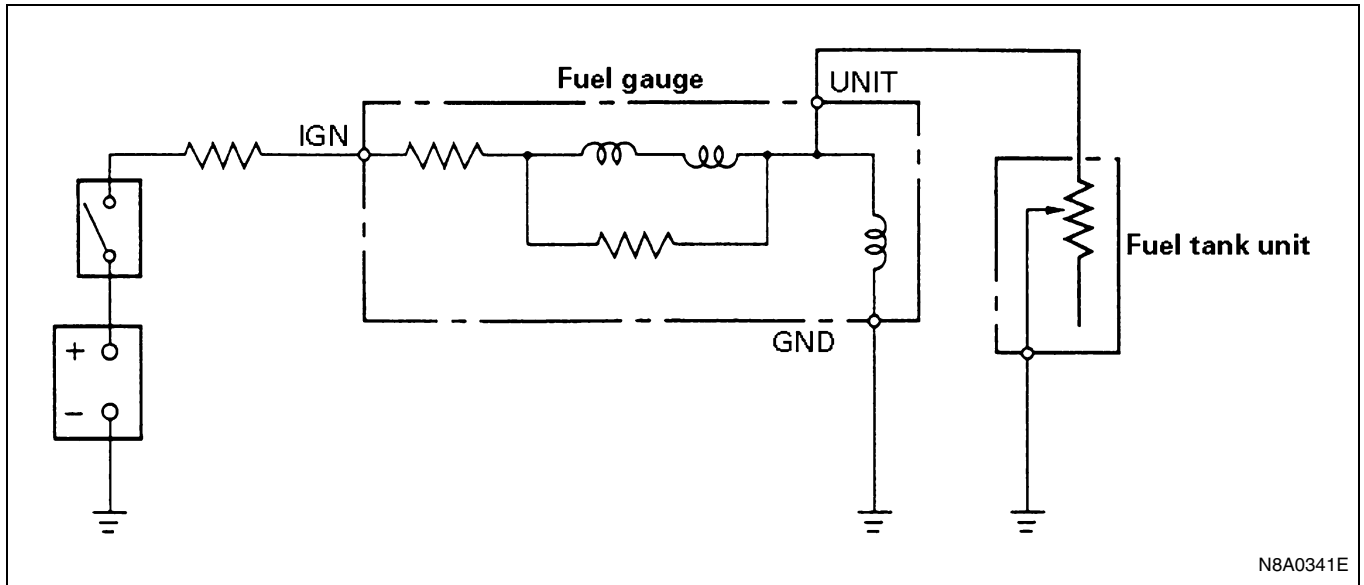 Fuel gauge
UNIT
IGN
Fuel tank unit
+
−
GND
N8A0341E